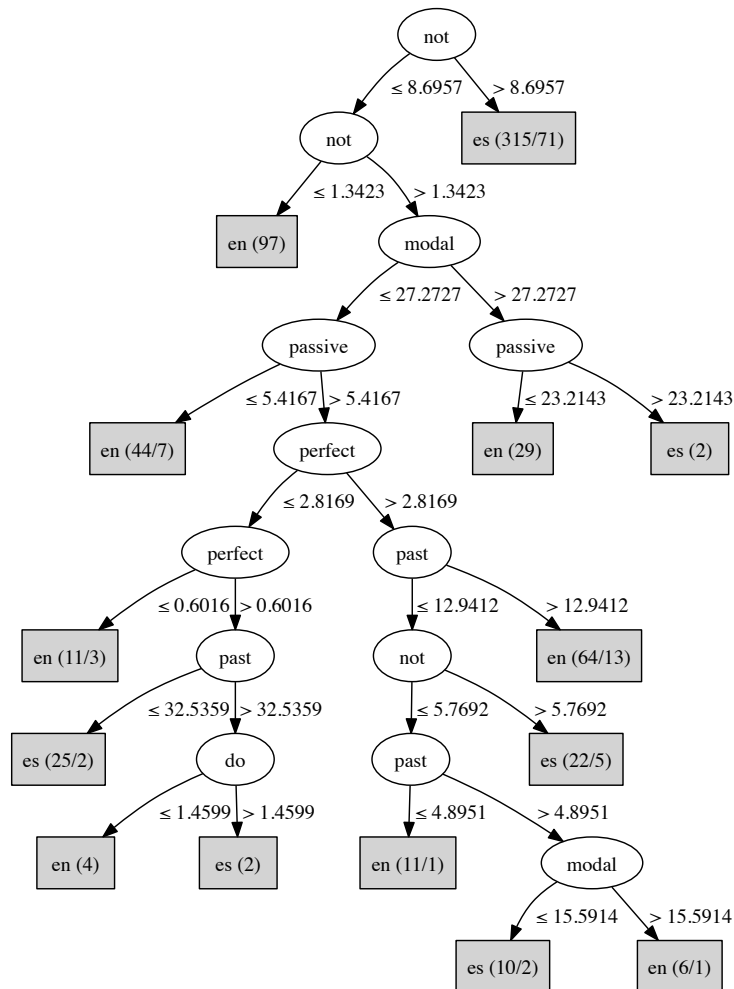 not
≤ 8.6957 > 8.6957
not es (315/71)
≤ 1.3423 > 1.3423
en (97) modal
≤ 27.2727 > 27.2727
passive passive
≤ 5.4167 > 5.4167 ≤ 23.2143 > 23.2143
en (44/7) perfect en (29) es (2)
≤ 2.8169 > 2.8169
perfect past
≤ 0.6016 > 0.6016 ≤ 12.9412 > 12.9412
en (11/3) past not en (64/13)
≤ 32.5359 > 32.5359 ≤ 5.7692 > 5.7692
es (25/2) do past es (22/5)
≤ 1.4599 > 1.4599 ≤ 4.8951 > 4.8951
en (4) es (2) en (11/1) modal
≤ 15.5914 > 15.5914
es (10/2) en (6/1)